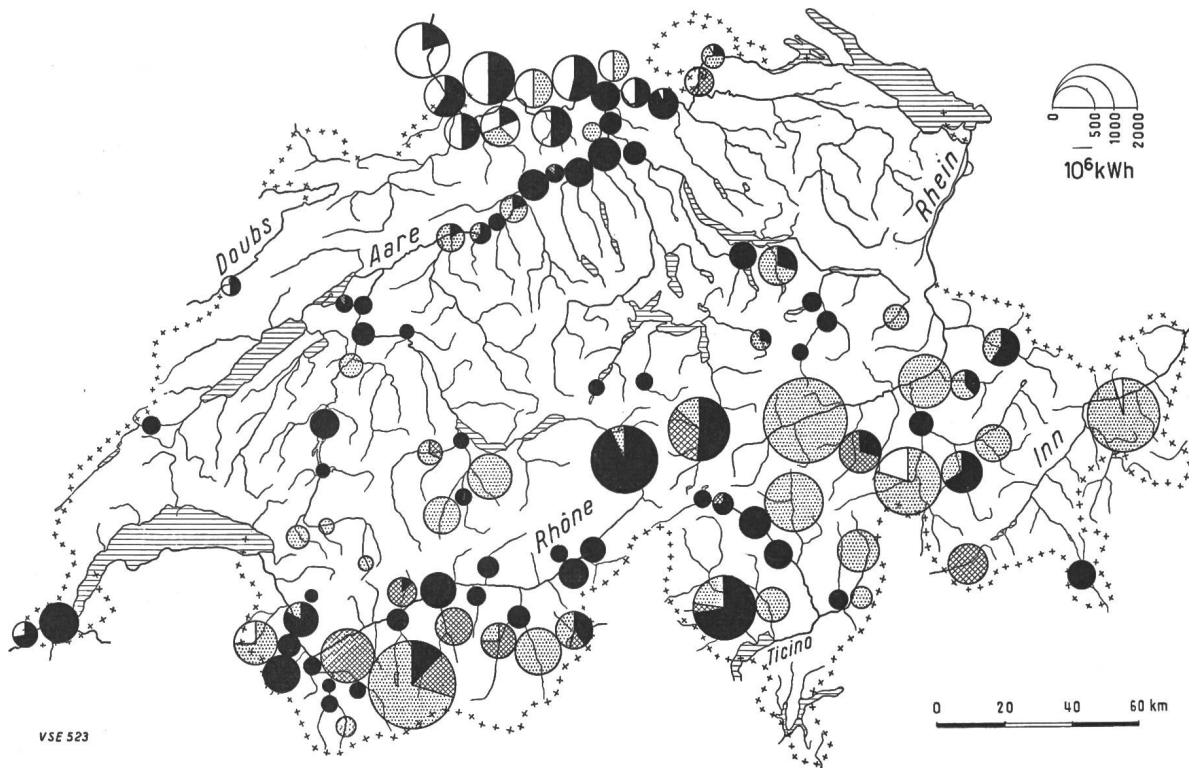 0
500
1000
2000
10⁶kWh
Rhein
Doubs
Aare
Inn
Rhône
Ticino
0 20 40 60 km
VSE 523